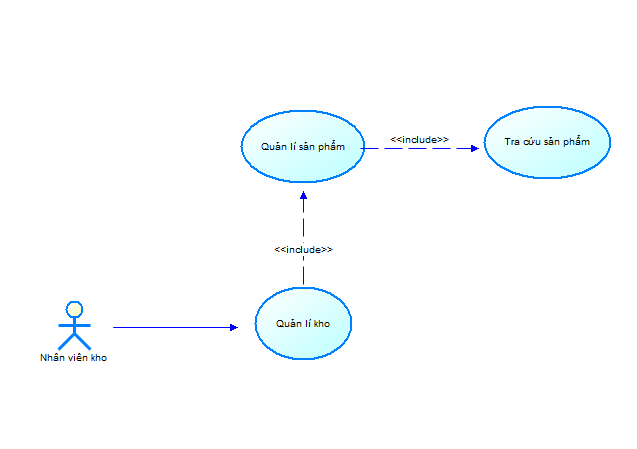 <<include>>
Tra cứu sản phẩm
Quản lí sản phẩm
<<include>>
Quản lí kho
Nhân viên kho